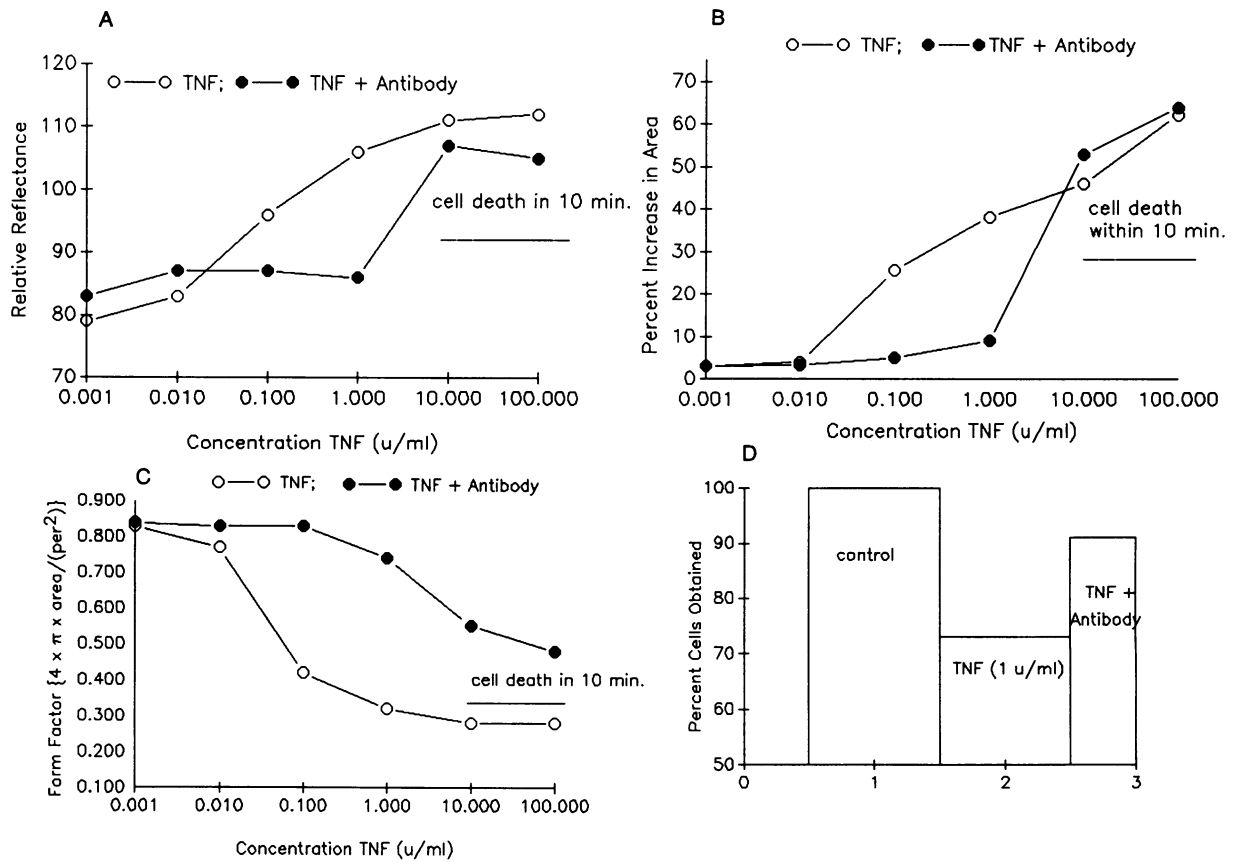 A
TNF; TNF + Antibody
120
110
100
90
80
70
Relative Reflectance
cell death in 10 min.
0.001 0.010 0.100 1.000 10.000 100.000
Concentration TNF (u/ml)
B
TNF; TNF + Antibody
70
60
50
40
30
20
10
0
Percent Increase in Area
cell death
within 10 min.
0.001 0.010 0.100 1.000 10.000 100.000
Concentration TNF (u/ml)
C
TNF; TNF + Antibody
0.900
0.800
0.700
0.600
0.500
0.400
0.300
0.200
0.100
Form Factor {4 x π x area/(per²)}
cell death in 10 min.
0.001 0.010 0.100 1.000 10.000 100.000
Concentration TNF (u/ml)
D
100
90
80
70
60
50
Percent Cells Obtained
control
TNF (1 u/ml)
TNF +
Antibody
0 1 2 3